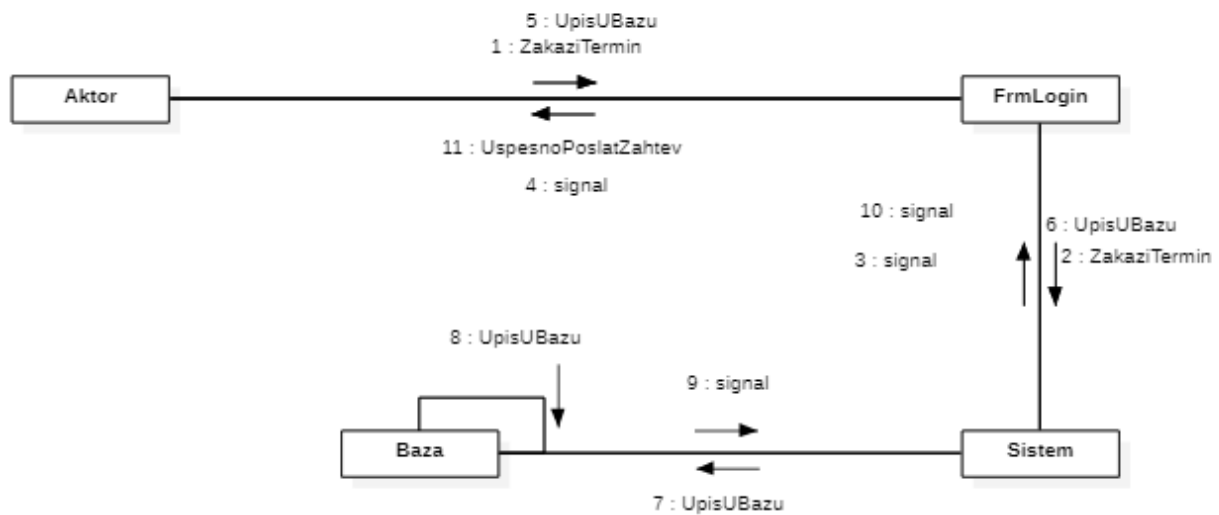 5 : UpisUBazu
1 : ZakaziTermin
Aktor
FrmLogin
11 : UspesnoPoslatZahtev
4 : signal
10 : signal
6 : UpisUBazu
3 : signal
2 : ZakaziTermin
8 : UpisUBazu
9 : signal
Baza
Sistem
7 : UpisUBazu